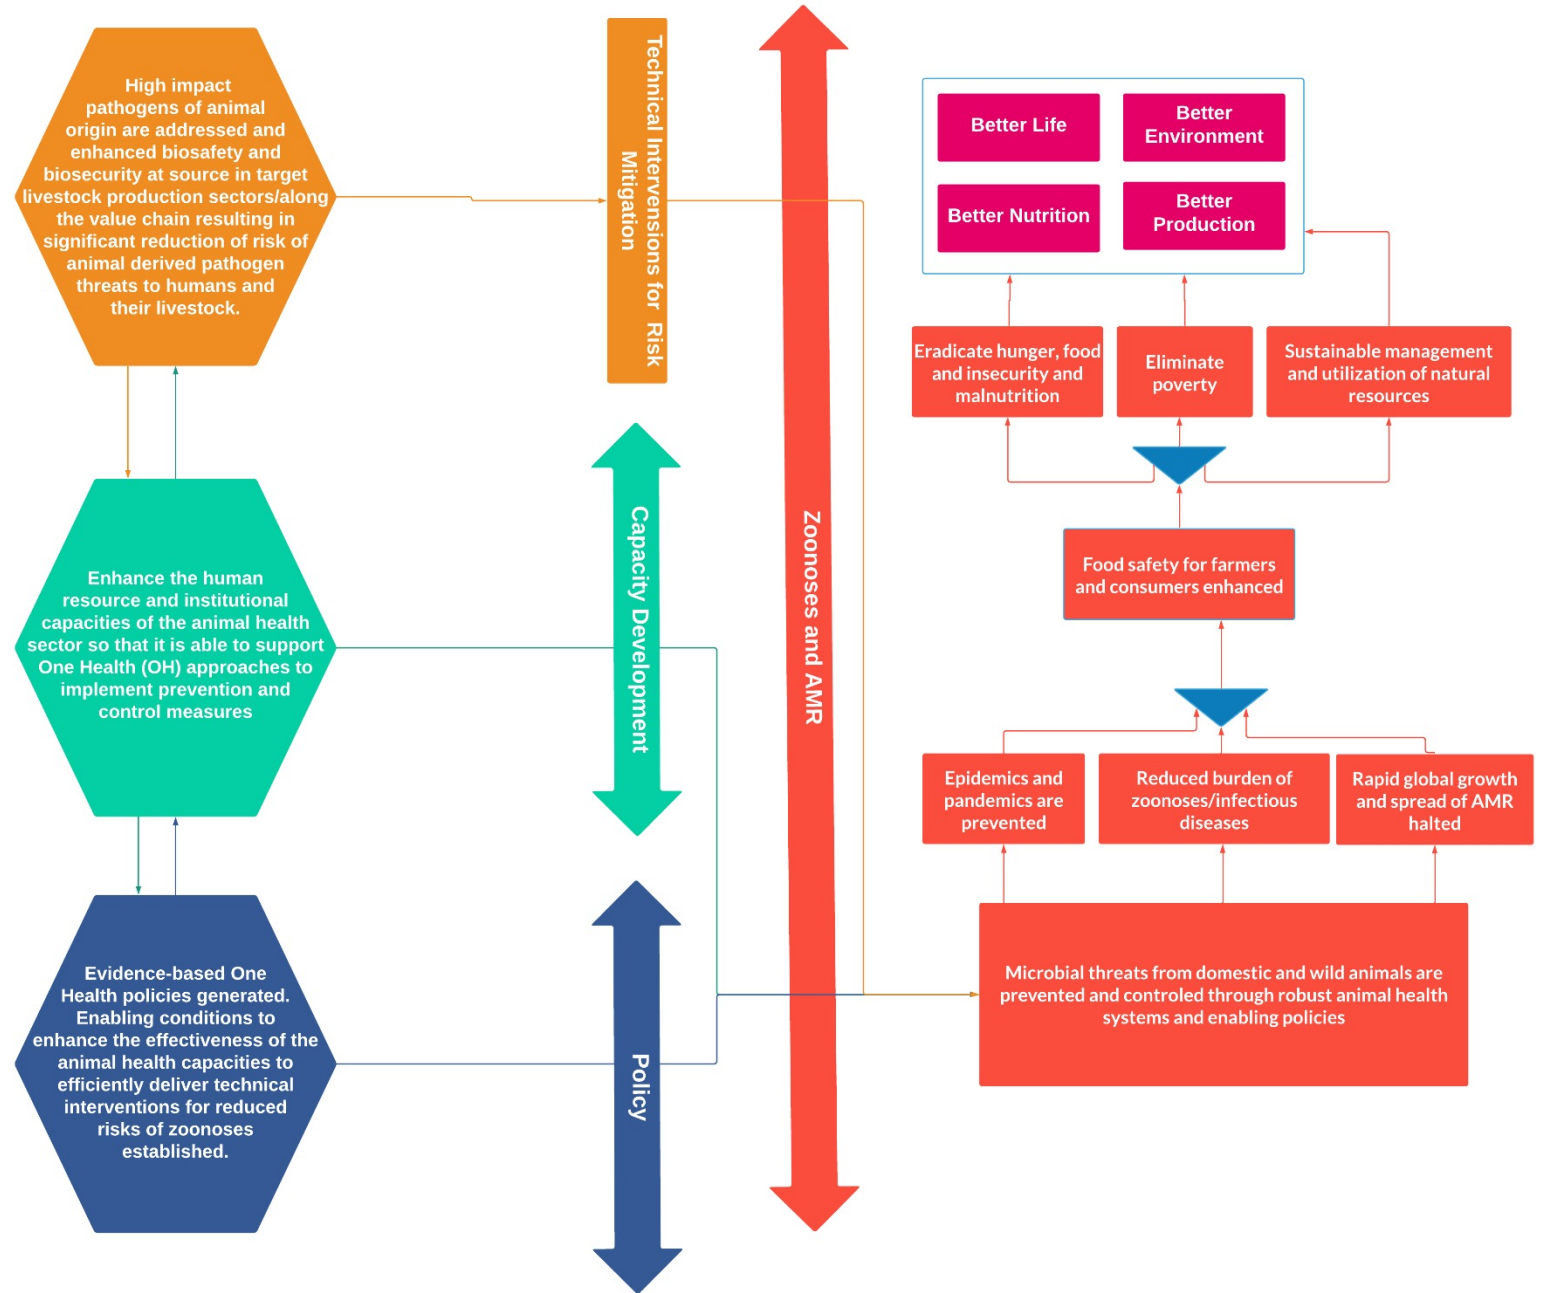 High impact
pathogens of animal
origin are addressed and
enhanced biosafety and
biosecurity at source in target
livestock production sectors/along
the value chain resulting in
significant reduction of risk of
animal derived pathogen
threats to humans and
their livestock.
Enhance the human
resource and institutional
capacities of the animal health
sector so that it is able to support
One Health (OH) approaches to
implement prevention and
control measures
Evidence-based One
Health policies generated.
Enabling conditions to
enhance the effectiveness of the
animal health capacities to
efficiently deliver technical
interventions for reduced
risks of zoonoses
established.
Technical Intervensions for Risk
Mitigation
Capacity Development
Policy
Zoonoses and AMR
Better Life
Better
Environment
Better Nutrition
Better
Production
Eradicate hunger, food
and insecurity and
malnutrition
Eliminate
poverty
Sustainable management
and utilization of natural
resources
Food safety for farmers
and consumers enhanced
Epidemics and
pandemics are
prevented
Reduced burden of
zoonoses/infectious
diseases
Rapid global growth
and spread of AMR
halted
Microbial threats from domestic and wild animals are
prevented and controled through robust animal health
systems and enabling policies